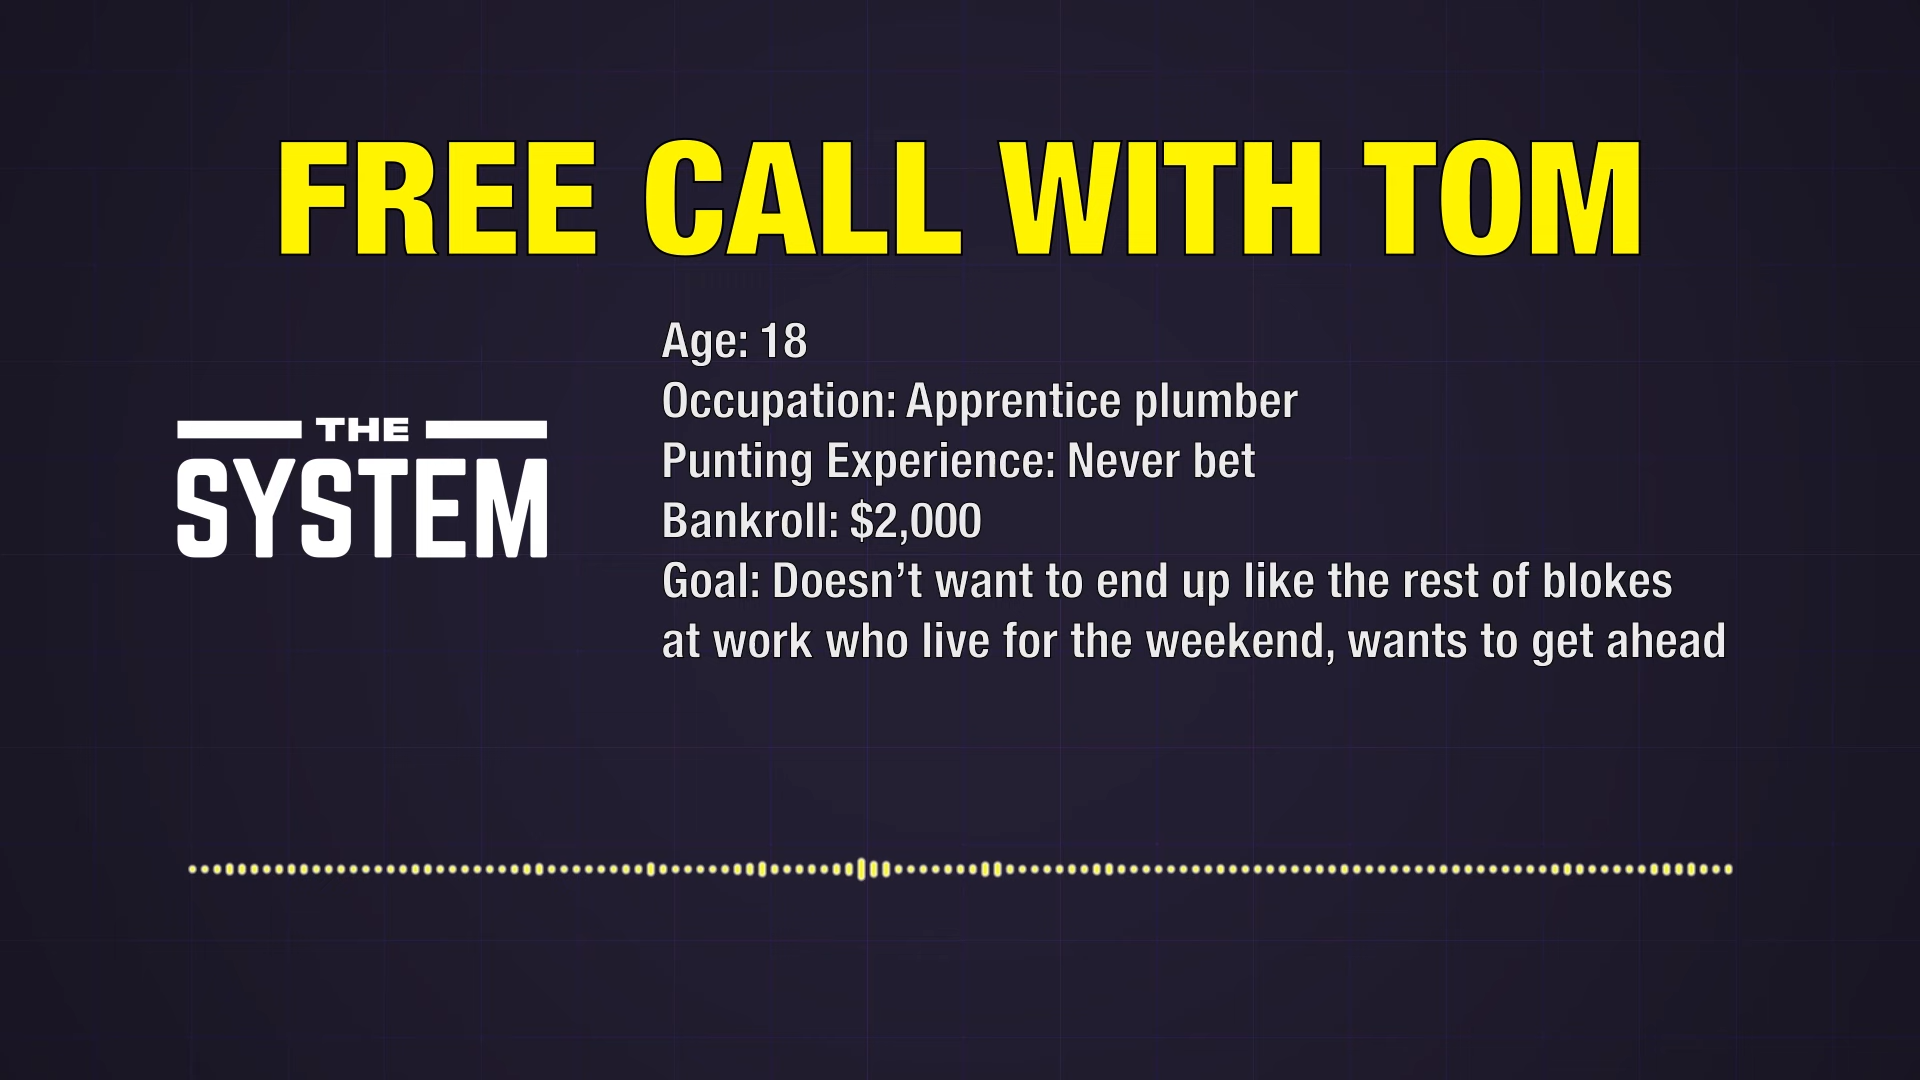 FREE CALL WITH TOM
THE
SYSTEM
Age: 18
Occupation: Apprentice plumber
Punting Experience: Never bet
Bankroll: $2,000
Goal: Doesn’t want to end up like the rest of blokes
at work who live for the weekend, wants to get ahead